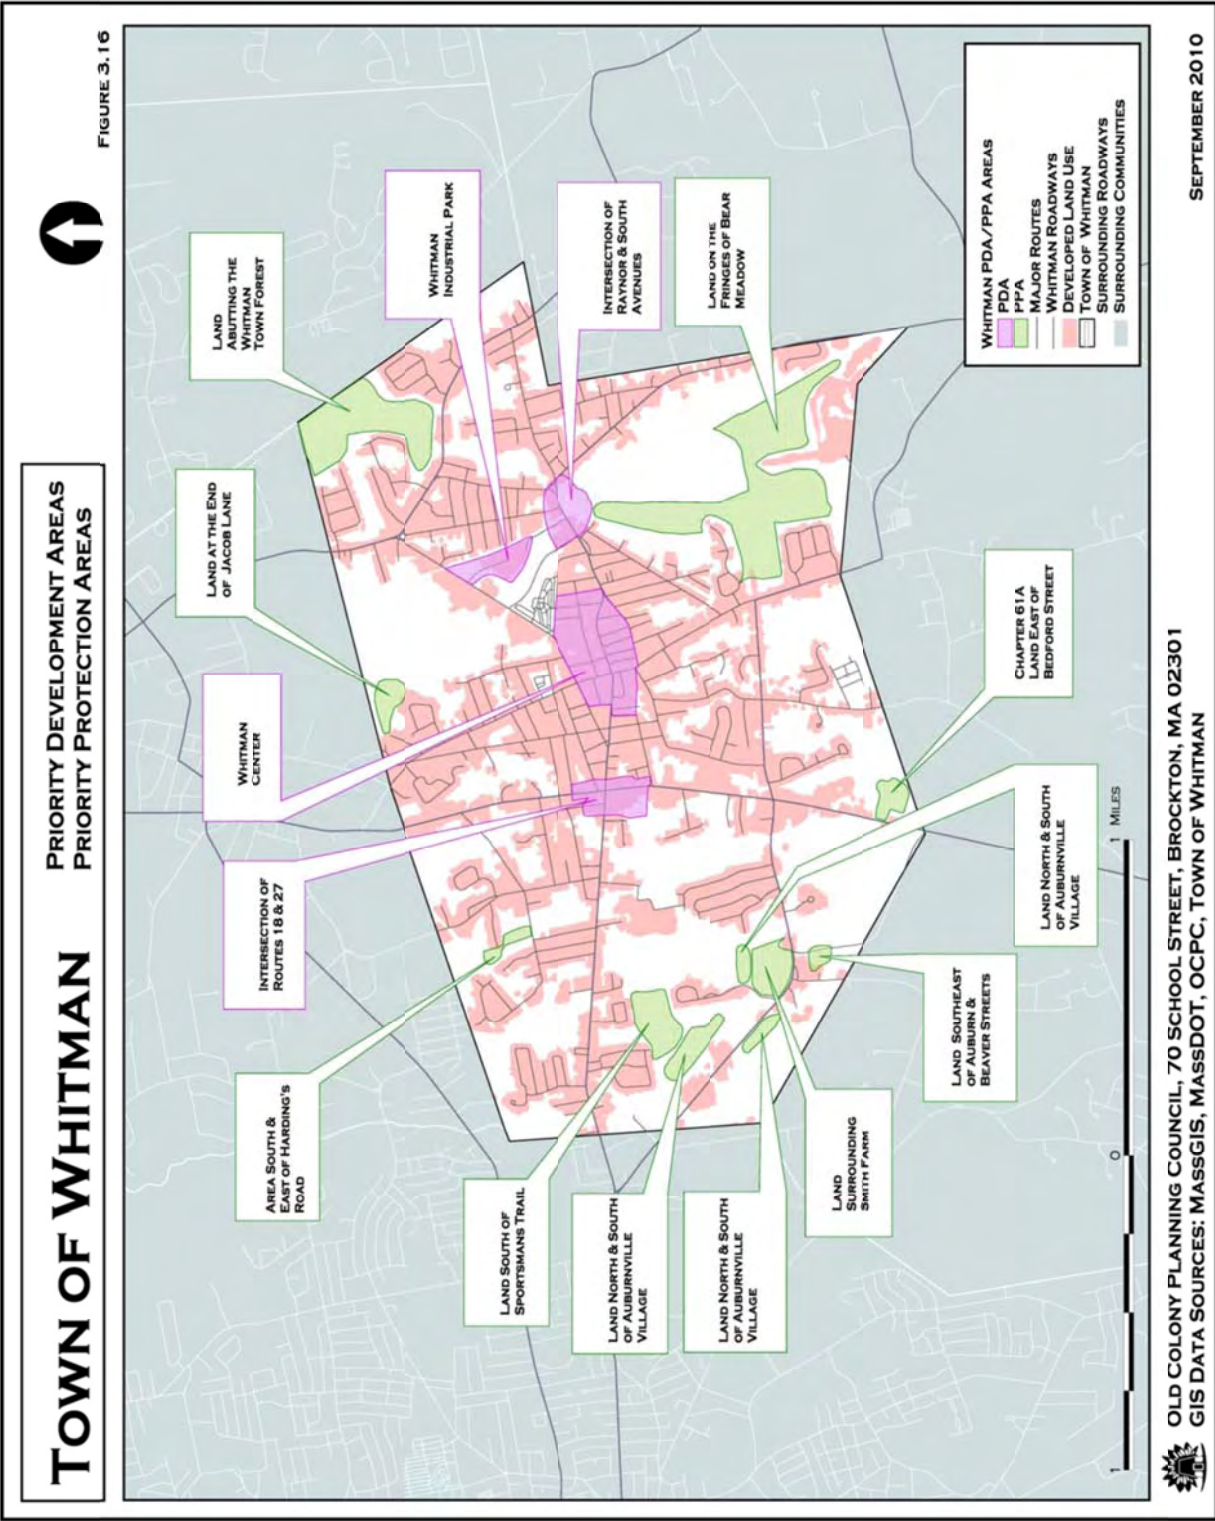 TOWN OF WHITMAN
PRIORITY DEVELOPMENT AREAS
PRIORITY PROTECTION AREAS
FIGURE 3.16
LAND
ABUTTING THE
WHITMAN
TOWN FOREST
LAND AT THE END
OF JACOB LANE
WHITMAN
CENTER
INTERSECTION OF
ROUTES 18 & 27
AREA SOUTH &
EAST OF HARDING'S
ROAD
WHITMAN
INDUSTRIAL PARK
INTERSECTION OF
RAYNOR & SOUTH
AVENUES
LAND ON THE
FRINGES OF BEAR
MEADOW
LAND SOUTH OF
SPORTSMANS TRAIL
LAND NORTH & SOUTH
OF AUBURNVILLE
VILLAGE
LAND NORTH & SOUTH
OF AUBURNVILLE
VILLAGE
LAND
SURROUNDING
SMITH FARM
LAND SOUTHEAST
OF AUBURN &
BEAVER STREETS
LAND NORTH & SOUTH
OF AUBURNVILLE
VILLAGE
CHAPTER 61A
LAND EAST OF
BEDFORD STREET
WHITMAN PDA/PPA AREAS
PDA
PPA
MAJOR ROUTES
WHITMAN ROADWAYS
DEVELOPED LAND USE
TOWN OF WHITMAN
SURROUNDING ROADWAYS
SURROUNDING COMMUNITIES
1 0 1 MILES
OLD COLONY PLANNING COUNCIL, 70 SCHOOL STREET, BROCKTON, MA 02301
GIS DATA SOURCES: MASSGIS, MASSDOT, OCPC, TOWN OF WHITMAN
SEPTEMBER 2010